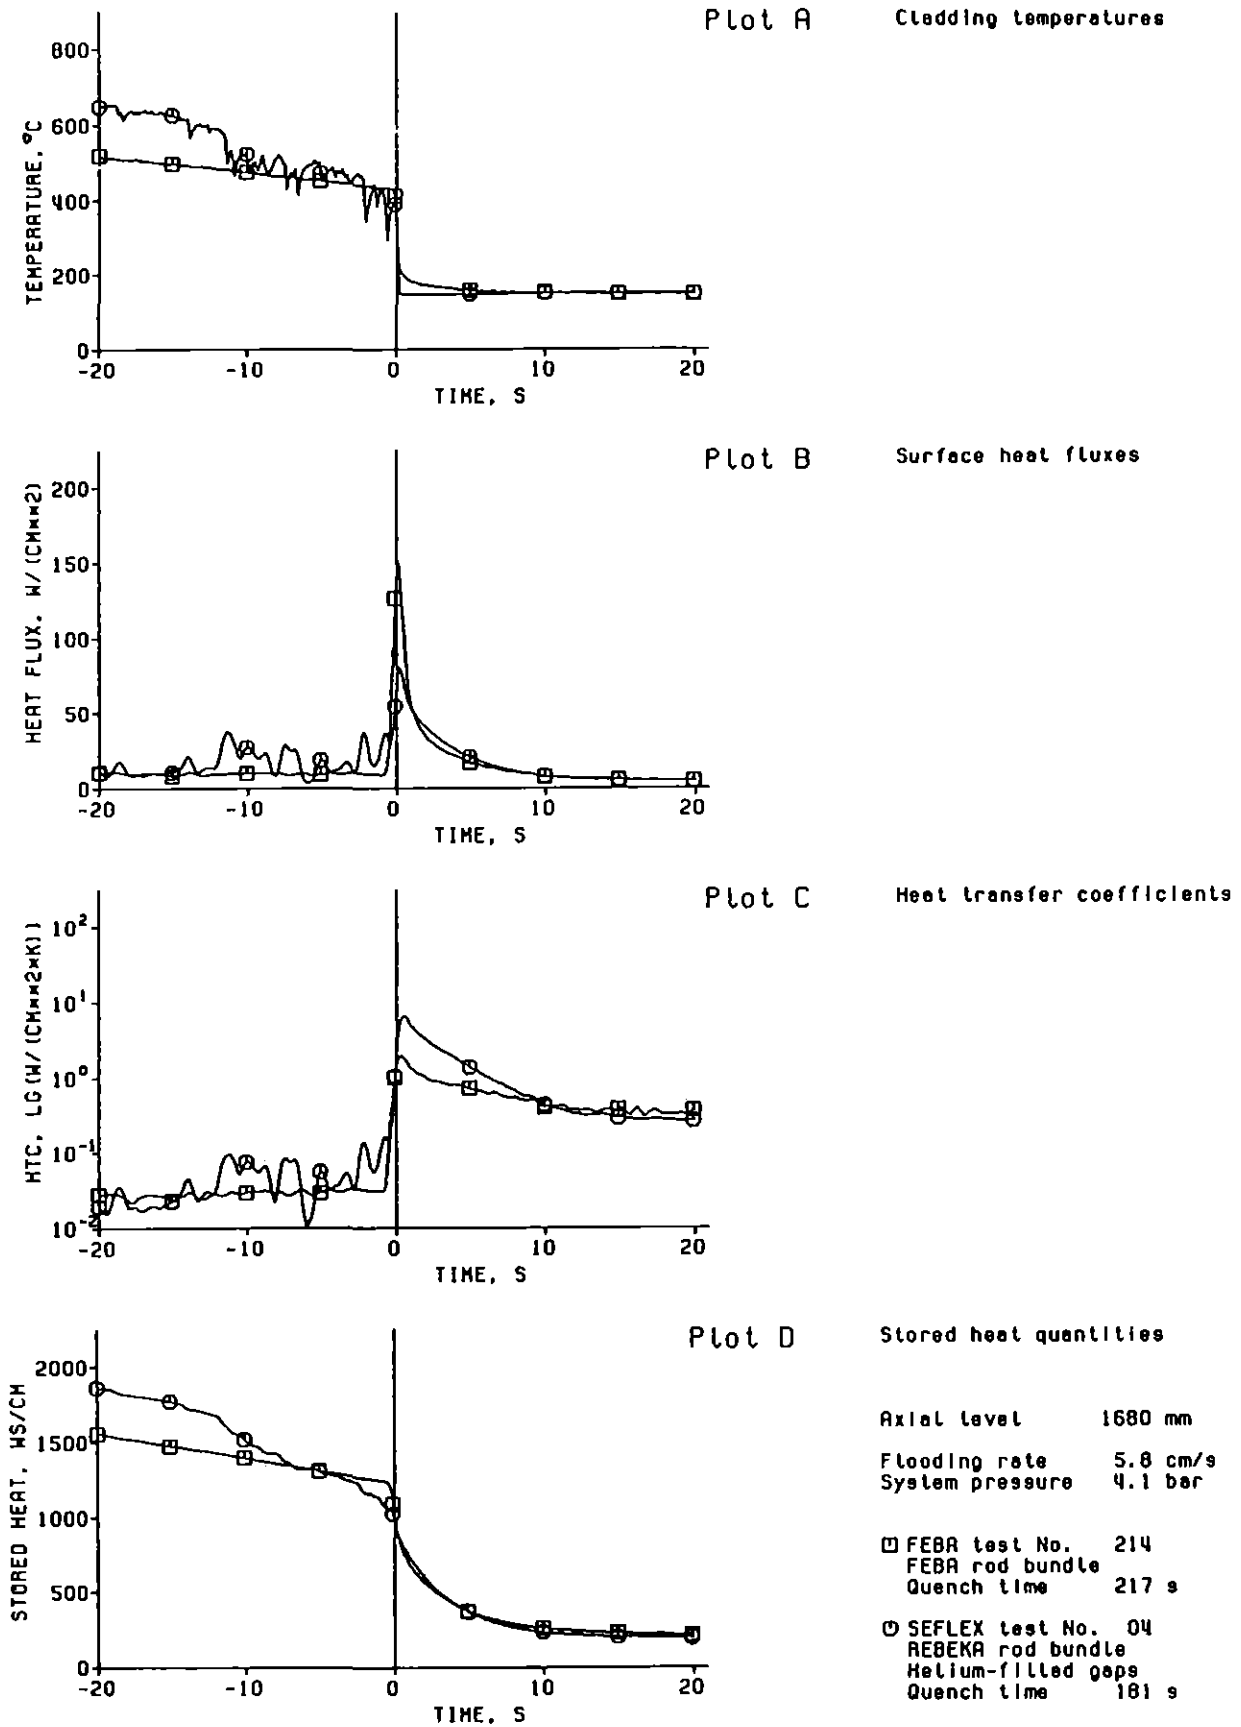 Plot A Cladding temperatures
800
600
400
200
0
TEMPERATURE, °C
-20 -10 0 10 20
TIME, S
Plot B Surface heat fluxes
200
150
100
50
0
HEAT FLUX, W/(CM**2)
-20 -10 0 10 20
TIME, S
Plot C Heat transfer coefficients
10² 
10¹
10⁰
10⁻¹
10⁻²
HTC, LG(W/(CM**2*K))
-20 -10 0 10 20
TIME, S
Plot D Stored heat quantities
2000
1500
1000
500
0
STORED HEAT, WS/CM
-20 -10 0 10 20
TIME, S
Axial level 1680 mm
Flooding rate 5.8 cm/s
System pressure 4.1 bar
FEBA test No. 214
FEBA rod bundle
Quench time 217 s
SEFLEX test No. 04
REBEKA rod bundle
Helium-filled gaps
Quench time 181 s